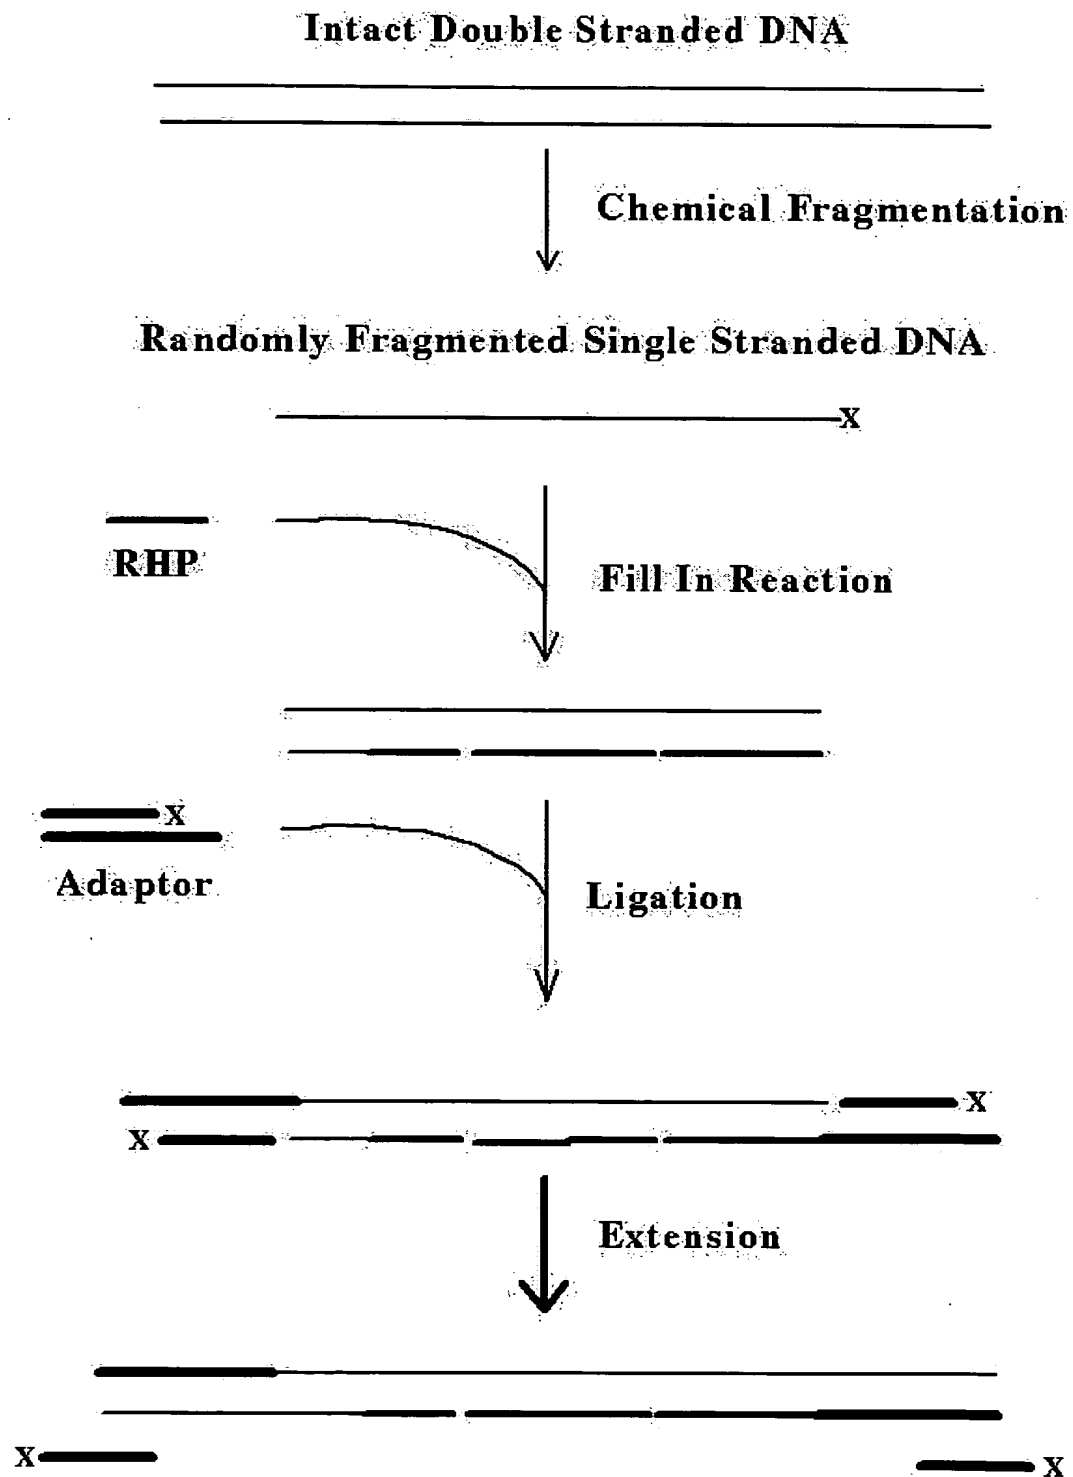 Intact Double Stranded DNA
Chemical Fragmentation
Randomly Fragmented Single Stranded DNA
X
RHP
Fill In Reaction
X
Adaptor
Ligation
X
X
Extension
X
X